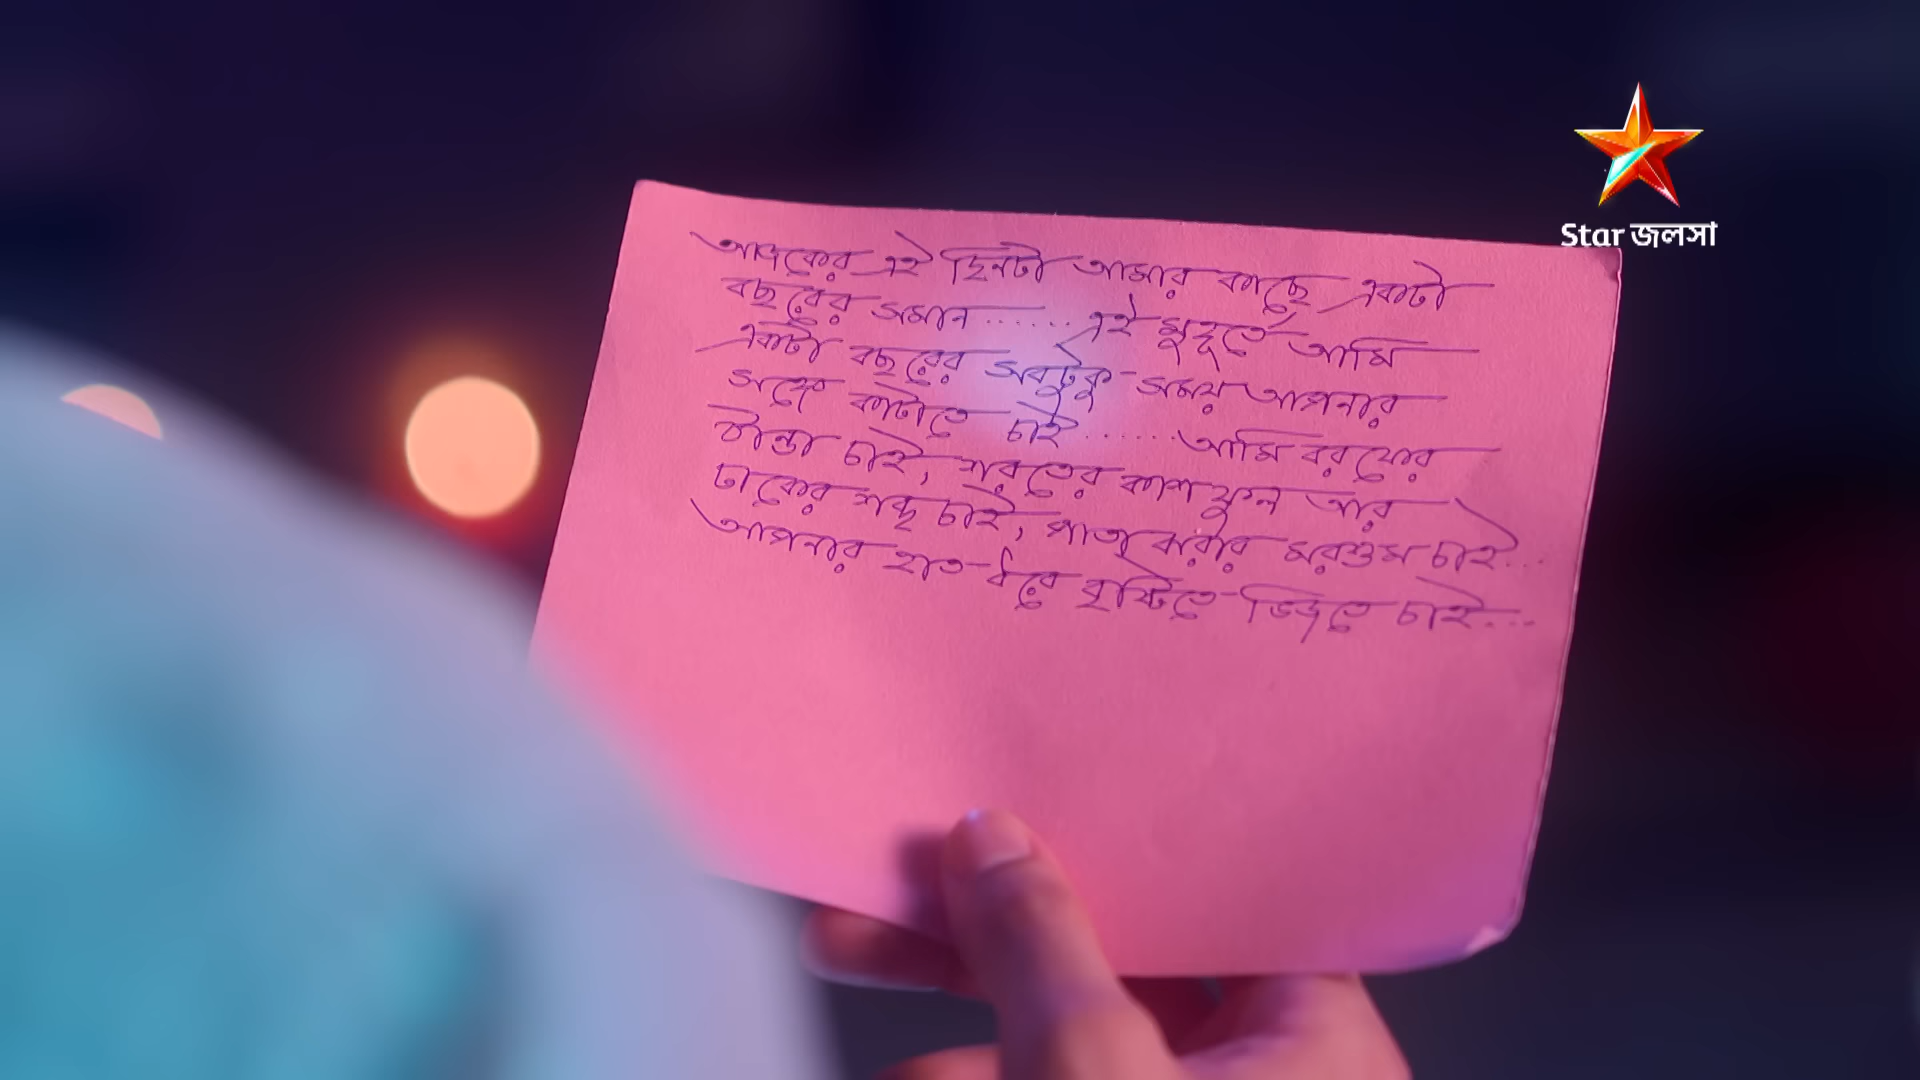 Star জলসা
আজকের এই দিনটা আমার কাছে একটা
বছরের সমান...... এই মুহূর্তে আমি
একটা বছরের সবটুকু সময় আপনার
সঙ্গে কাটাতে চাই...... আমি বরফের
ঠান্ডা চাই, শরতের কাশফুল আর
ঢাকের শব্দ চাই, পাতাঝরার মরশুম চাই...
আপনার হাত ধরে বৃষ্টিতে ভিজতে চাই...